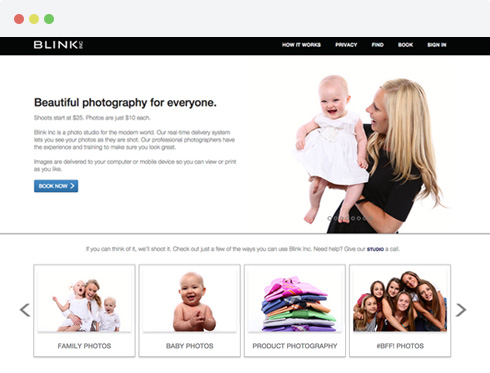 BLINK INC
HOW IT WORKS PRIVACY FIND BOOK SIGN IN
Beautiful photography for everyone.
Shoots start at $25. Photos are just $10 each.
Blink Inc is a photo studio for the modern world. Our real-time delivery system
lets you see your photos as they are shot. Our professional photographers have
the experience and training to make sure you look great.
Images are delivered to your computer or mobile device so you can view or print
as you like.
BOOK NOW
If you can think of it, we'll shoot it. Check out just a few of the ways you can use Blink Inc. Need help? Give our STUDIO a call.
FAMILY PHOTOS
BABY PHOTOS
PRODUCT PHOTOGRAPHY
#BFF! PHOTOS